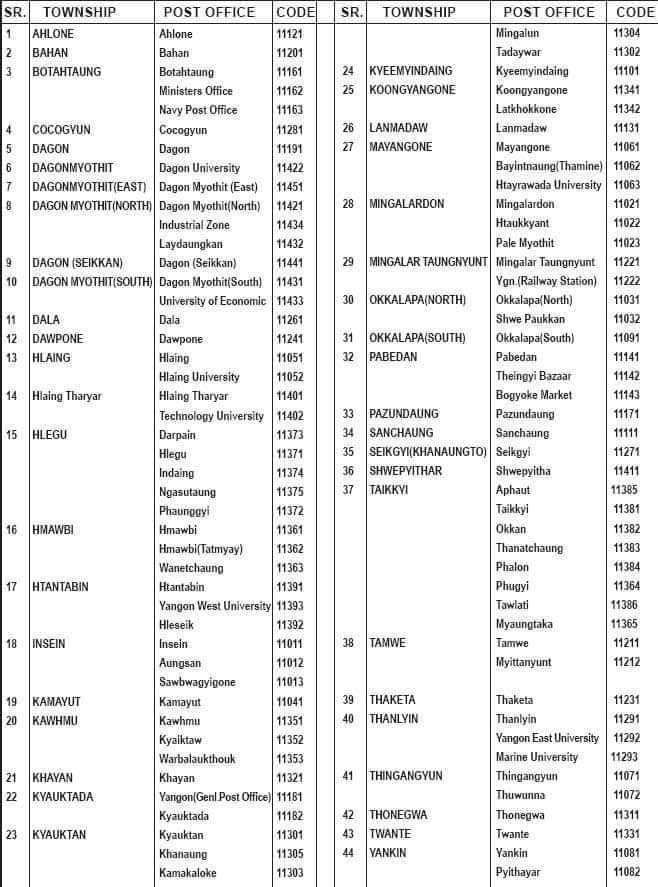 SR. TOWNSHIP POST OFFICE CODE
1 AHLONE Ahlone 11121
2 BAHAN Bahan 11201
3 BOTAHTAUNG Botahtaung 11161
Ministers Office 11162
Navy Post Office 11163
4 COCOGYUN Cocogyun 11281
5 DAGON Dagon 11191
6 DAGONMYOTHIT Dagon University 11422
7 DAGONMYOTHIT(EAST) Dagon Myothit (East) 11451
8 DAGON MYOTHIT(NORTH) Dagon Myothit(North) 11421
Industrial Zone 11434
Laydaungkan 11432
9 DAGON (SEIKKAN) Dagon (Seikkan) 11441
10 DAGON MYOTHIT(SOUTH) Dagon Myothit(South) 11431
University of Economic 11433
11 DALA Dala 11261
12 DAWPONE Dawpone 11241
13 HLAING Hlaing 11051
Hlaing University 11052
14 Hlaing Tharyar Hlaing Tharyar 11401
Technology University 11402
15 HLEGU Darpain 11373
Hlegu 11371
Indaing 11374
Ngasutaung 11375
Phaunggyi 11372
16 HMAWBI Hmawbi 11361
Hmawbi(Tatmyay) 11362
Wanetchaung 11363
17 HTANTABIN Htantabin 11391
Yangon West University 11393
Hleseik 11392
18 INSEIN Insein 11011
Aungsan 11012
Sawbwagyigone 11013
19 KAMAYUT Kamayut 11041
20 KAWHMU Kawhmu 11351
Kyaiktaw 11352
Warbalaukthouk 11353
21 KHAYAN Khayan 11321
22 KYAUKTADA Yangon(Genl.Post Office) 11181
Kyauktada 11182
23 KYAUKTAN Kyauktan 11301
Khanaung 11305
Kamakaloke 11303
SR. TOWNSHIP POST OFFICE CODE
Mingalun 11304
Tadaywar 11302
24 KYEEMYINDAING Kyeemyindaing 11101
25 KOONGYANGONE Koongyangone 11341
Latkhokkone 11342
26 LANMADAW Lanmadaw 11131
27 MAYANGONE Mayangone 11061
Bayintnaung(Thamine) 11062
Htayrawada University 11063
28 MINGALARDON Mingalardon 11021
Htaukkyant 11022
Pale Myothit 11023
29 MINGALAR TAUNGNYUNT Mingalar Taungnyunt 11221
Ygn.(Railway Station) 11222
30 OKKALAPA(NORTH) Okkalapa(North) 11031
Shwe Paukkan 11032
31 OKKALAPA(SOUTH) Okkalapa(South) 11091
32 PABEDAN Pabedan 11141
Theingyi Bazaar 11142
Bogyoke Market 11143
33 PAZUNDAUNG Pazundaung 11171
34 SANCHAUNG Sanchaung 11111
35 SEIKGYI(KHANAUNGTO) Seikgyi 11271
36 SHWEPYITHAR Shwepyitha 11411
37 TAIKKYI Aphaut 11385
Taikkyi 11381
Okkan 11382
Thanatchaung 11383
Phalon 11384
Phugyi 11364
Tawlati 11386
Myaungtaka 11365
38 TAMWE Tamwe 11211
Myittanyunt 11212
39 THAKETA Thaketa 11231
40 THANLYIN Thanlyin 11291
Yangon East University 11292
Marine University 11293
41 THINGANGYUN Thingangyun 11071
Thuwunna 11072
42 THONEGWA Thonegwa 11311
43 TWANTE Twante 11331
44 YANKIN Yankin 11081
Pyithayar 11082